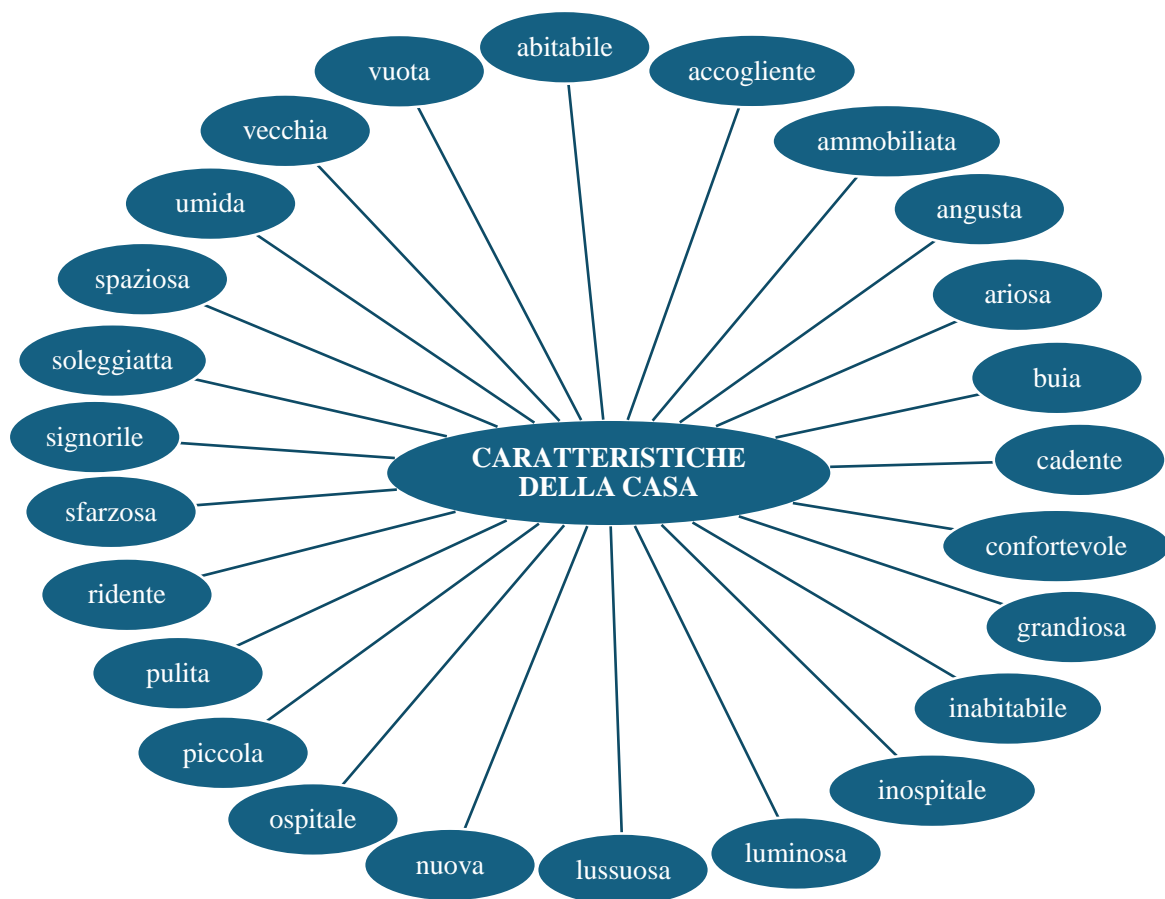 abitabile
accogliente
ammobiliata
angusta
ariosa
buia
cadente
confortevole
grandiosa
inabitabile
inospitale
luminosa
lussuosa
nuova
ospitale
piccola
pulita
ridente
sfarzosa
signorile
soleggiatta
spaziosa
umida
vecchia
vuota
CARATTERISTICHE
DELLA CASA